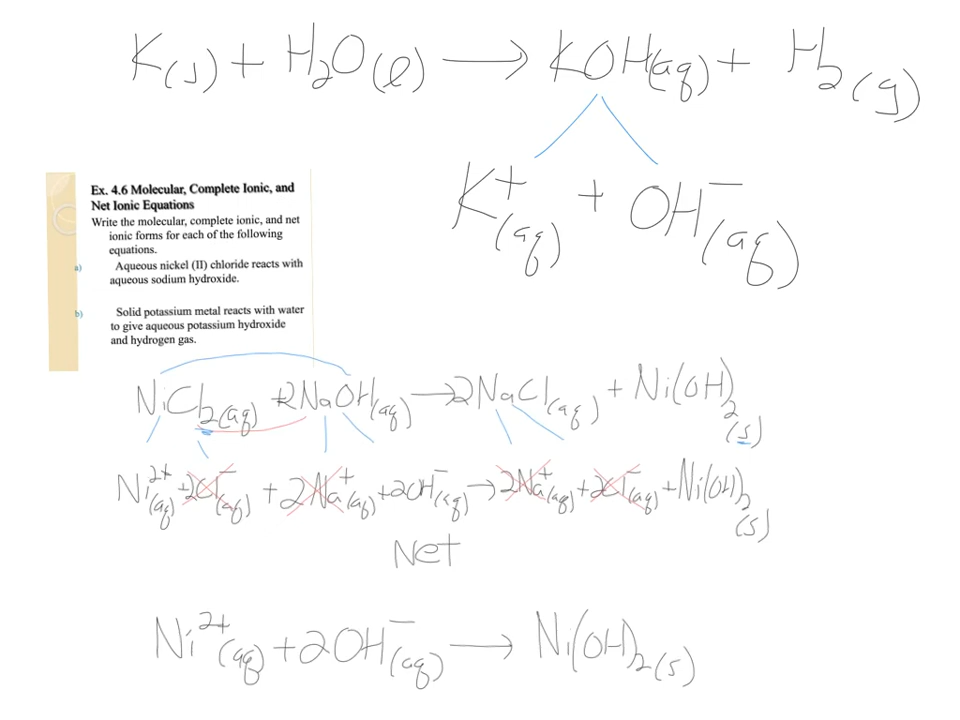 K(s) + H₂O(l) → KOH(aq) + H₂(g)
K⁺(aq) + OH⁻(aq)
Ex. 4.6 Molecular, Complete Ionic, and
Net Ionic Equations
Write the molecular, complete ionic, and net
ionic forms for each of the following
equations.
a) Aqueous nickel (II) chloride reacts with
aqueous sodium hydroxide.
b) Solid potassium metal reacts with water
to give aqueous potassium hydroxide
and hydrogen gas.
NiCl₂(aq) + 2NaOH(aq) → 2NaCl(aq) + Ni(OH)₂(s)
Ni²⁺(aq) + 2Cl⁻(aq) + 2Na⁺(aq) + 2OH⁻(aq) → 2Na⁺(aq) + 2Cl⁻(aq) + Ni(OH)₂(s)
Net
Ni²⁺(aq) + 2OH⁻(aq) → Ni(OH)₂(s)